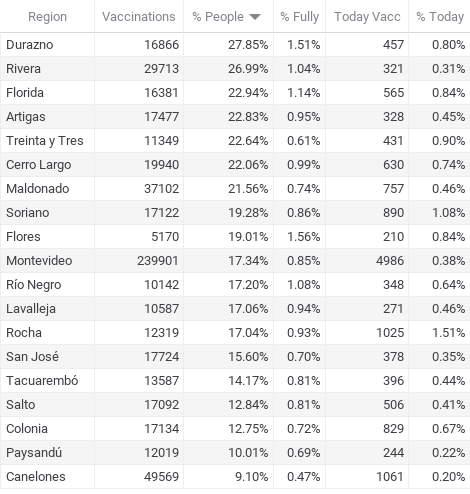 Region Vaccinations % People % Fully Today Vacc % Today
Durazno 16866 27.85% 1.51% 457 0.80%
Rivera 29713 26.99% 1.04% 321 0.31%
Florida 16381 22.94% 1.14% 565 0.84%
Artigas 17477 22.83% 0.95% 328 0.45%
Treinta y Tres 11349 22.64% 0.61% 431 0.90%
Cerro Largo 19940 22.06% 0.99% 630 0.74%
Maldonado 37102 21.56% 0.74% 757 0.46%
Soriano 17122 19.28% 0.86% 890 1.08%
Flores 5170 19.01% 1.56% 210 0.84%
Montevideo 239901 17.34% 0.85% 4986 0.38%
Río Negro 10142 17.20% 1.08% 348 0.64%
Lavalleja 10587 17.06% 0.94% 271 0.46%
Rocha 12319 17.04% 0.93% 1025 1.51%
San José 17724 15.60% 0.70% 378 0.35%
Tacuarembó 13587 14.17% 0.81% 396 0.44%
Salto 17092 12.84% 0.81% 506 0.41%
Colonia 17134 12.75% 0.72% 829 0.67%
Paysandú 12019 10.01% 0.69% 244 0.22%
Canelones 49569 9.10% 0.47% 1061 0.20%